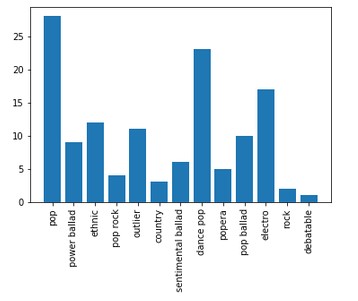 25
20
15
10
5
0
pop
power ballad
ethnic
pop rock
outlier
country
sentimental ballad
dance pop
popera
pop ballad
electro
rock
debatable